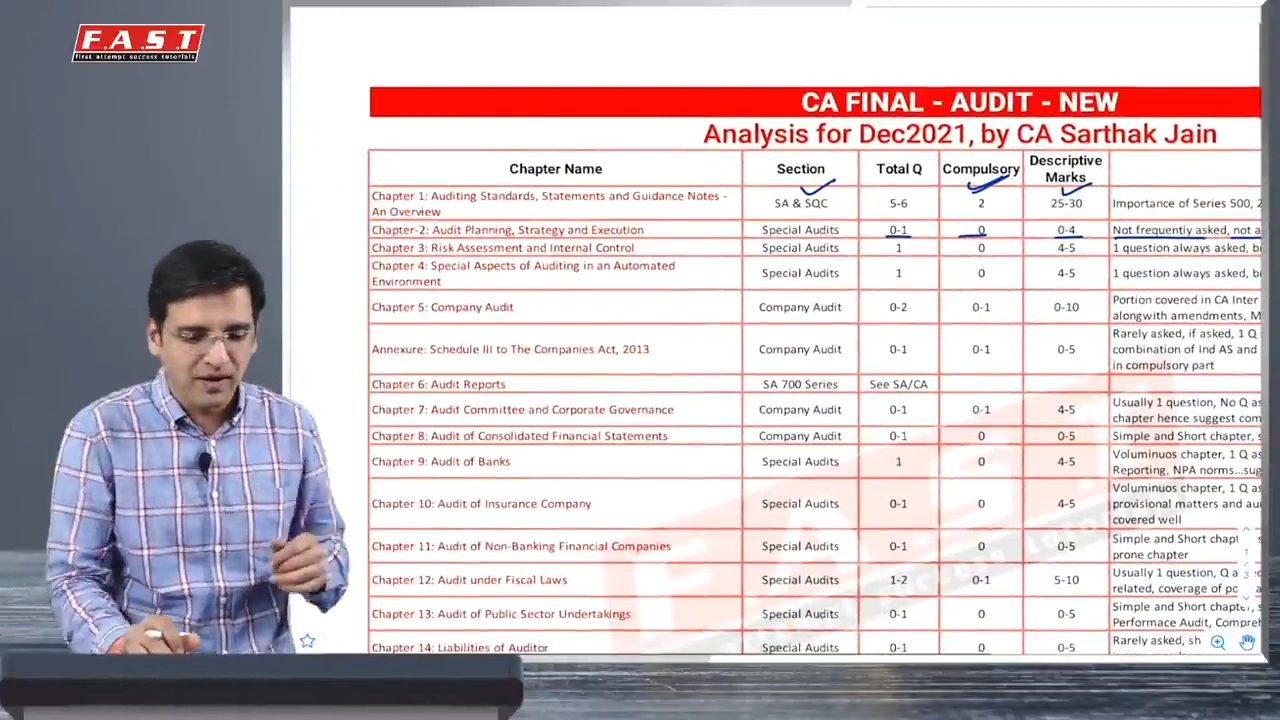 F.A.S.T
first attempt success tutorials
CA FINAL - AUDIT - NEW
Analysis for Dec2021, by CA Sarthak Jain
Chapter Name Section Total Q Compulsory Descriptive Marks
Chapter 1: Auditing Standards, Statements and Guidance Notes - SA & SQC 5-6 2 25-30 Importance of Series 500, 2
An Overview
Chapter-2: Audit Planning, Strategy and Execution Special Audits 0-1 0 0-4 Not frequently asked, not a
Chapter 3: Risk Assessment and Internal Control Special Audits 1 0 4-5 1 question always asked, b
Chapter 4: Special Aspects of Auditing in an Automated Special Audits 1 0 4-5 1 question always asked, b
Environment
Chapter 5: Company Audit Company Audit 0-2 0-1 0-10 Portion covered in CA Inter
alongwith amendments, M
Annexure: Schedule III to The Companies Act, 2013 Company Audit 0-1 0-1 0-5 Rarely asked, if asked, 1 Q
combination of Ind AS and
in compulsory part
Chapter 6: Audit Reports SA 700 Series See SA/CA
Chapter 7: Audit Committee and Corporate Governance Company Audit 0-1 0-1 4-5 Usually 1 question, No Q as
chapter hence suggest com
Chapter 8: Audit of Consolidated Financial Statements Company Audit 0-1 0 0-5 Simple and Short chapter, s
Chapter 9: Audit of Banks Special Audits 1 0 4-5 Voluminuos chapter, 1 Q as
Reporting, NPA norms...sug
Chapter 10: Audit of Insurance Company Special Audits 0-1 0 4-5 Voluminuos chapter, 1 Q as
provisional matters and au
covered well
Chapter 11: Audit of Non-Banking Financial Companies Special Audits 0-1 0 0-5 Simple and Short chapt
prone chapter
Chapter 12: Audit under Fiscal Laws Special Audits 1-2 0-1 5-10 Usually 1 question, Q a
related, coverage of po
Chapter 13: Audit of Public Sector Undertakings Special Audits 0-1 0 0-5 Simple and Short chapter,
Performace Audit, Compre
Chapter 14: Liabilities of Auditor Special Audits 0-1 0 0-5 Rarely asked, sh